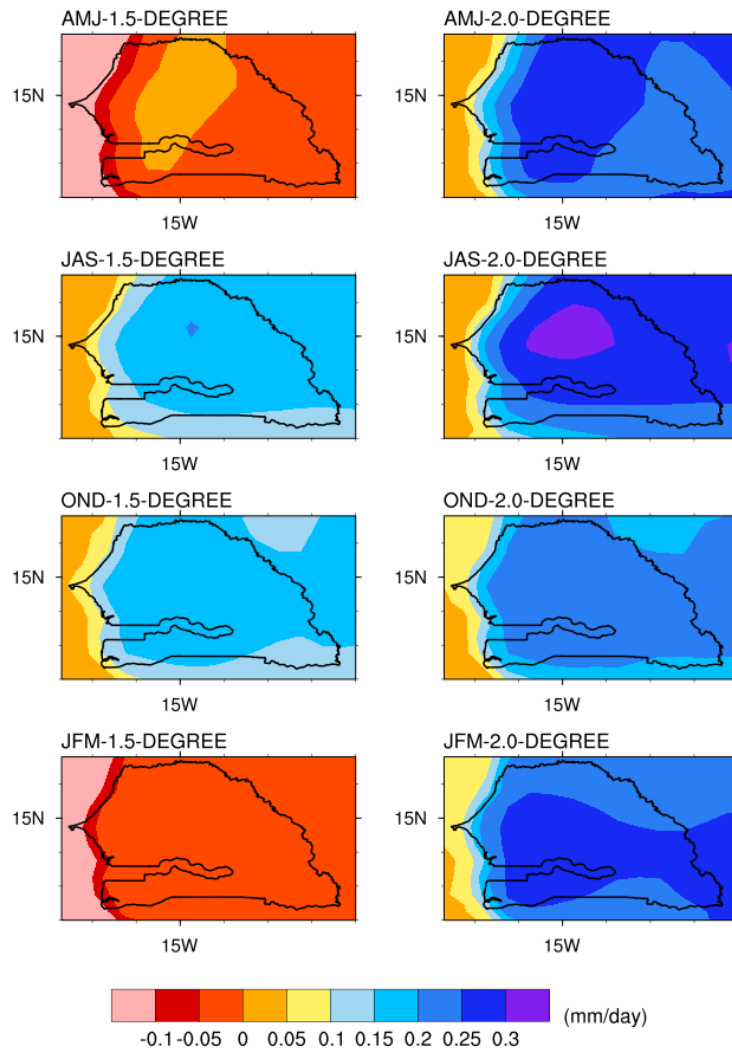 AMJ-1.5-DEGREE AMJ-2.0-DEGREE
15N 15N
15W 15W
JAS-1.5-DEGREE JAS-2.0-DEGREE
15N 15N
15W 15W
OND-1.5-DEGREE OND-2.0-DEGREE
15N 15N
15W 15W
JFM-1.5-DEGREE JFM-2.0-DEGREE
15N 15N
15W 15W
(mm/day)
-0.1 -0.05 0 0.05 0.1 0.15 0.2 0.25 0.3